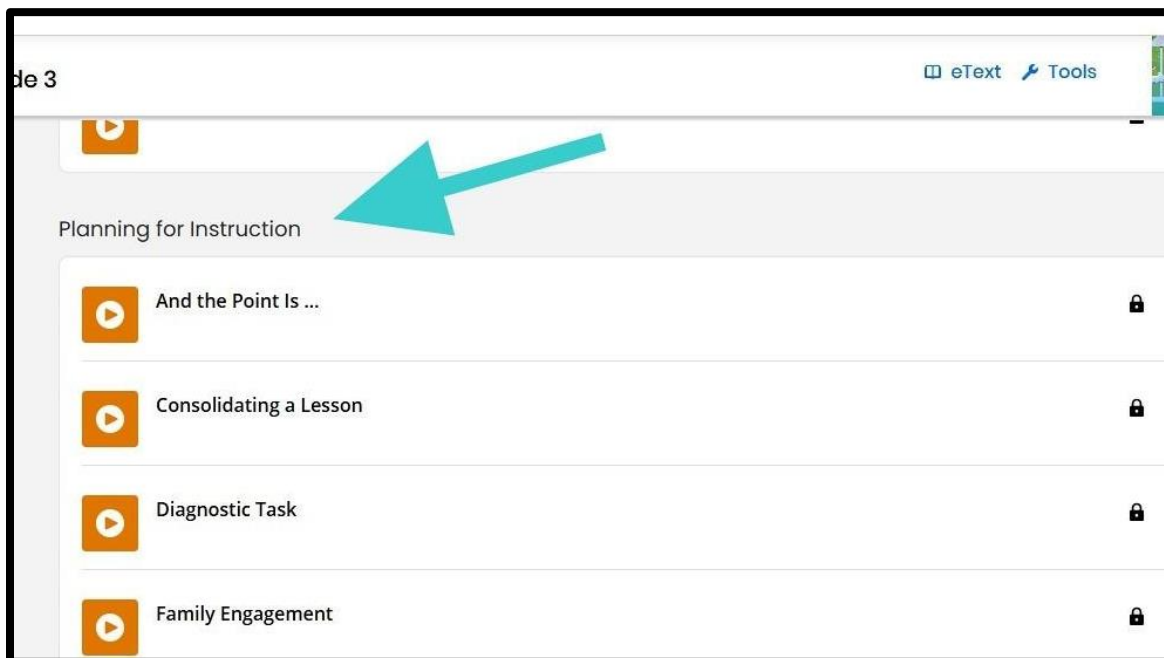 de 3
eText Tools
Planning for Instruction
And the Point Is ...
Consolidating a Lesson
Diagnostic Task
Family Engagement